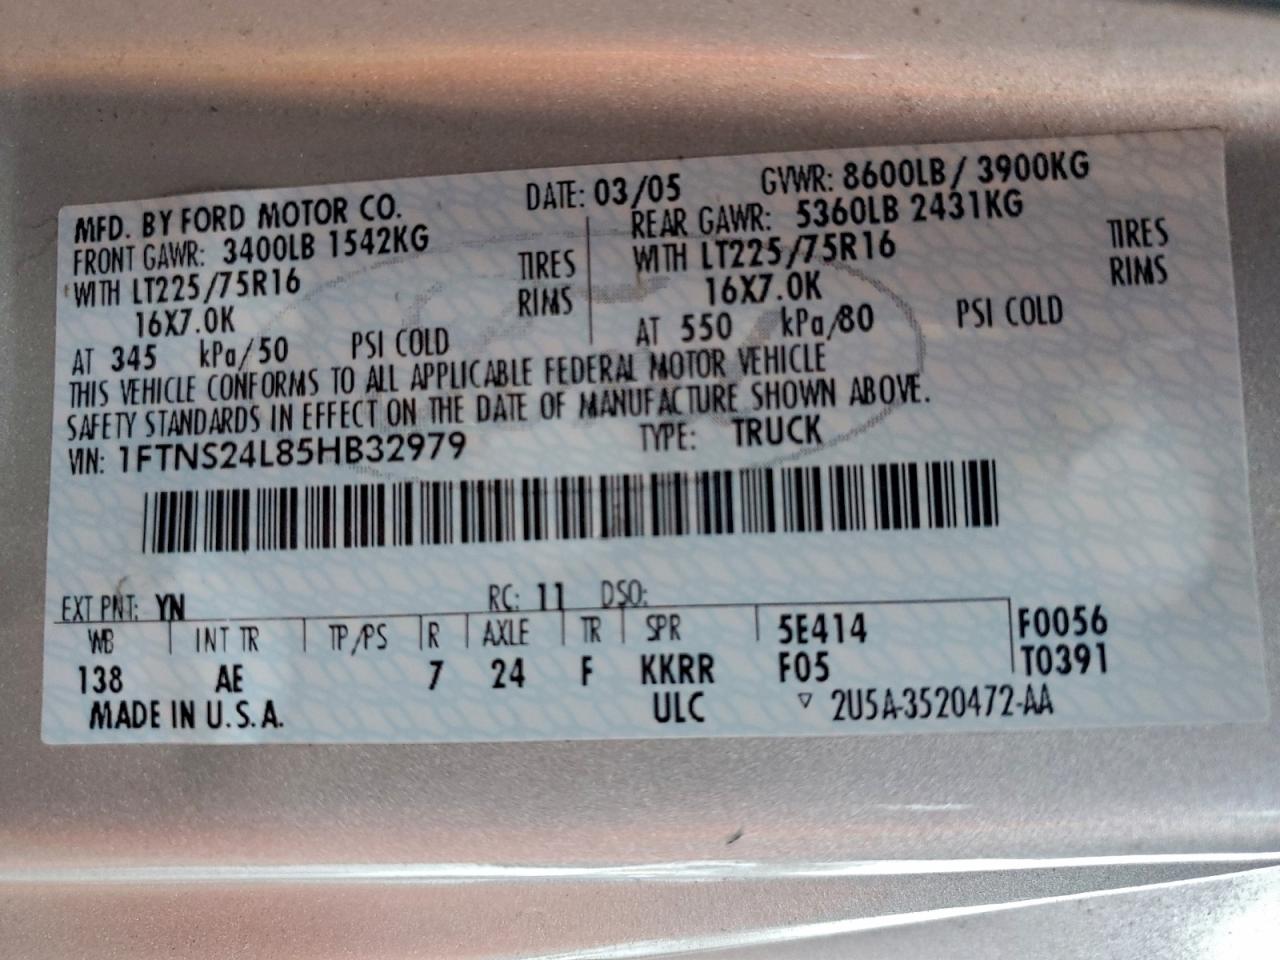 MFD. BY FORD MOTOR CO. DATE: 03/05 GVWR: 8600LB / 3900KG
FRONT GAWR: 3400LB 1542KG REAR GAWR: 5360LB 2431KG
WITH LT225/75R16 TIRES WITH LT225/75R16 TIRES
16X7.0K RIMS 16X7.0K RIMS
AT 345 kPa/50 PSI COLD AT 550 kPa/80 PSI COLD
THIS VEHICLE CONFORMS TO ALL APPLICABLE FEDERAL MOTOR VEHICLE
SAFETY STANDARDS IN EFFECT ON THE DATE OF MANUFACTURE SHOWN ABOVE.
VIN: 1FTNS24L85HB32979 TYPE: TRUCK
EXT PNT: YN RC: 11 DSO:
WB INT TR TP/PS R AXLE TR SPR 5E414 F0056
138 AE 7 24 F KKRR F05 T0391
MADE IN U.S.A. ULC ▽ 2U5A-3520472-AA